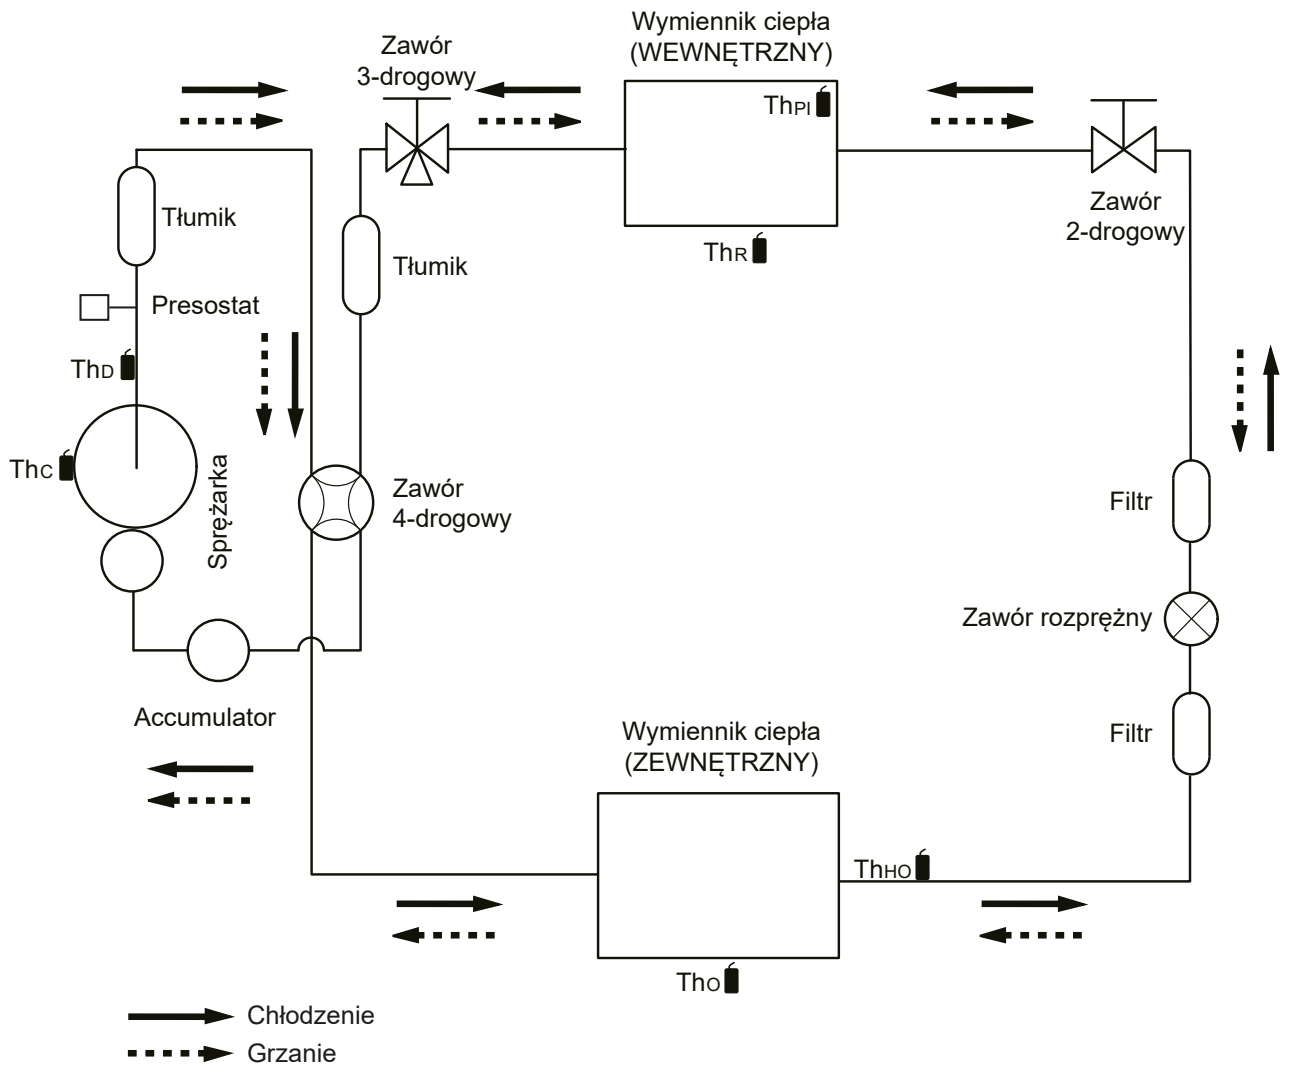 Wymiennik ciepła
(WEWNĘTRZNY)
Zawór
3-drogowy
ThPI
Zawór
2-drogowy
Tłumik
ThR
Tłumik
Presostat
ThD
ThC
Sprężarka
Zawór
4-drogowy
Filtr
Zawór rozprężny
Accumulator
Wymiennik ciepła
(ZEWNĘTRZNY)
Filtr
ThHO
ThO
Chłodzenie
Grzanie